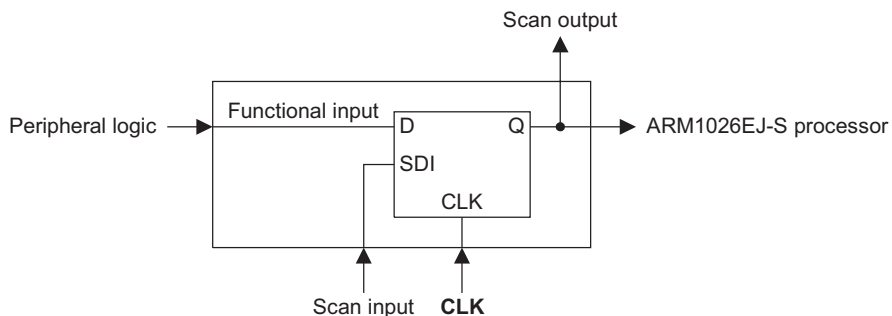 Scan output
Peripheral logic
Functional input
D
Q
ARM1026EJ-S processor
SDI
CLK
Scan input
CLK